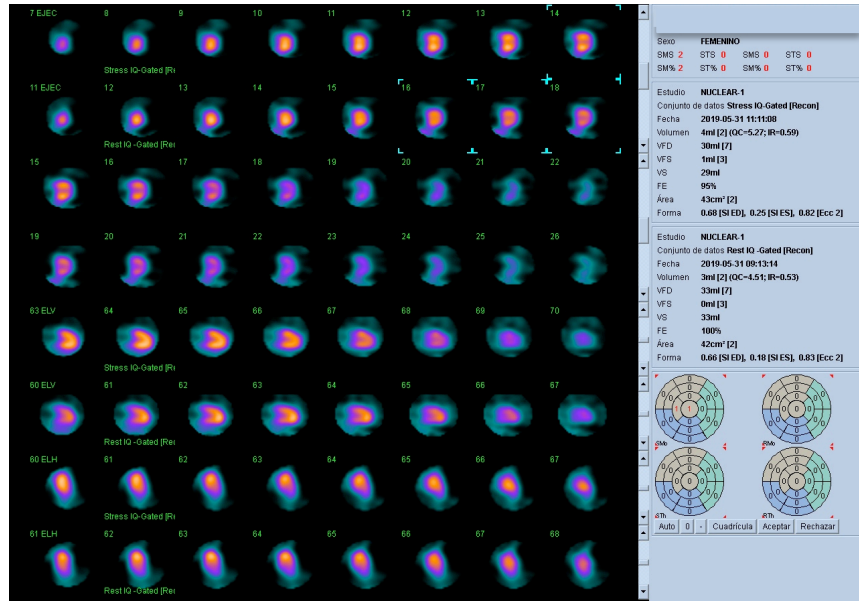 7 EJEC 8 9 10 11 12 13 14
Stress IQ-Gated [R
11 EJEC 12 13 14 15 16 17 18
Rest IQ -Gated [Rec
15 16 17 18 19 20 21 22
19 20 21 22 23 24 25 26
63 ELV 64 65 66 67 68 69 70
Stress IQ-Gated [R
60 ELV 61 62 63 64 65 66 67
Rest IQ -Gated [Rec
60 ELH 61 62 63 64 65 66 67
Stress IQ-Gated [R
61 ELH 62 63 64 65 66 67 68
Rest IQ -Gated [Rec
Sexo FEMENINO
SMS 2 STS 0 SMS 0 STS 0
SM% 2 ST% 0 SM% 0 ST% 0
Estudio NUCLEAR-1
Conjunto de datos Stress IQ-Gated [Recon]
Fecha 2019-05-31 11:11:08
Volumen 4ml [2] (QC=5.27; IR=0.59)
VFD 30ml [7]
VFS 1ml [3]
VS 29ml
FE 95%
Área 43cm² [2]
Forma 0.68 [SI ED], 0.25 [SI ES], 0.82 [Ecc 2]
Estudio NUCLEAR-1
Conjunto de datos Rest IQ -Gated [Recon]
Fecha 2019-05-31 09:13:14
Volumen 3ml [2] (QC=4.51; IR=0.53)
VFD 33ml [7]
VFS 0ml [3]
VS 33ml
FE 100%
Área 42cm² [2]
Forma 0.66 [SI ED], 0.18 [SI ES], 0.83 [Ecc 2]
SMo RMo
STh RTh
Auto 0 - Cuadrícula Aceptar Rechazar